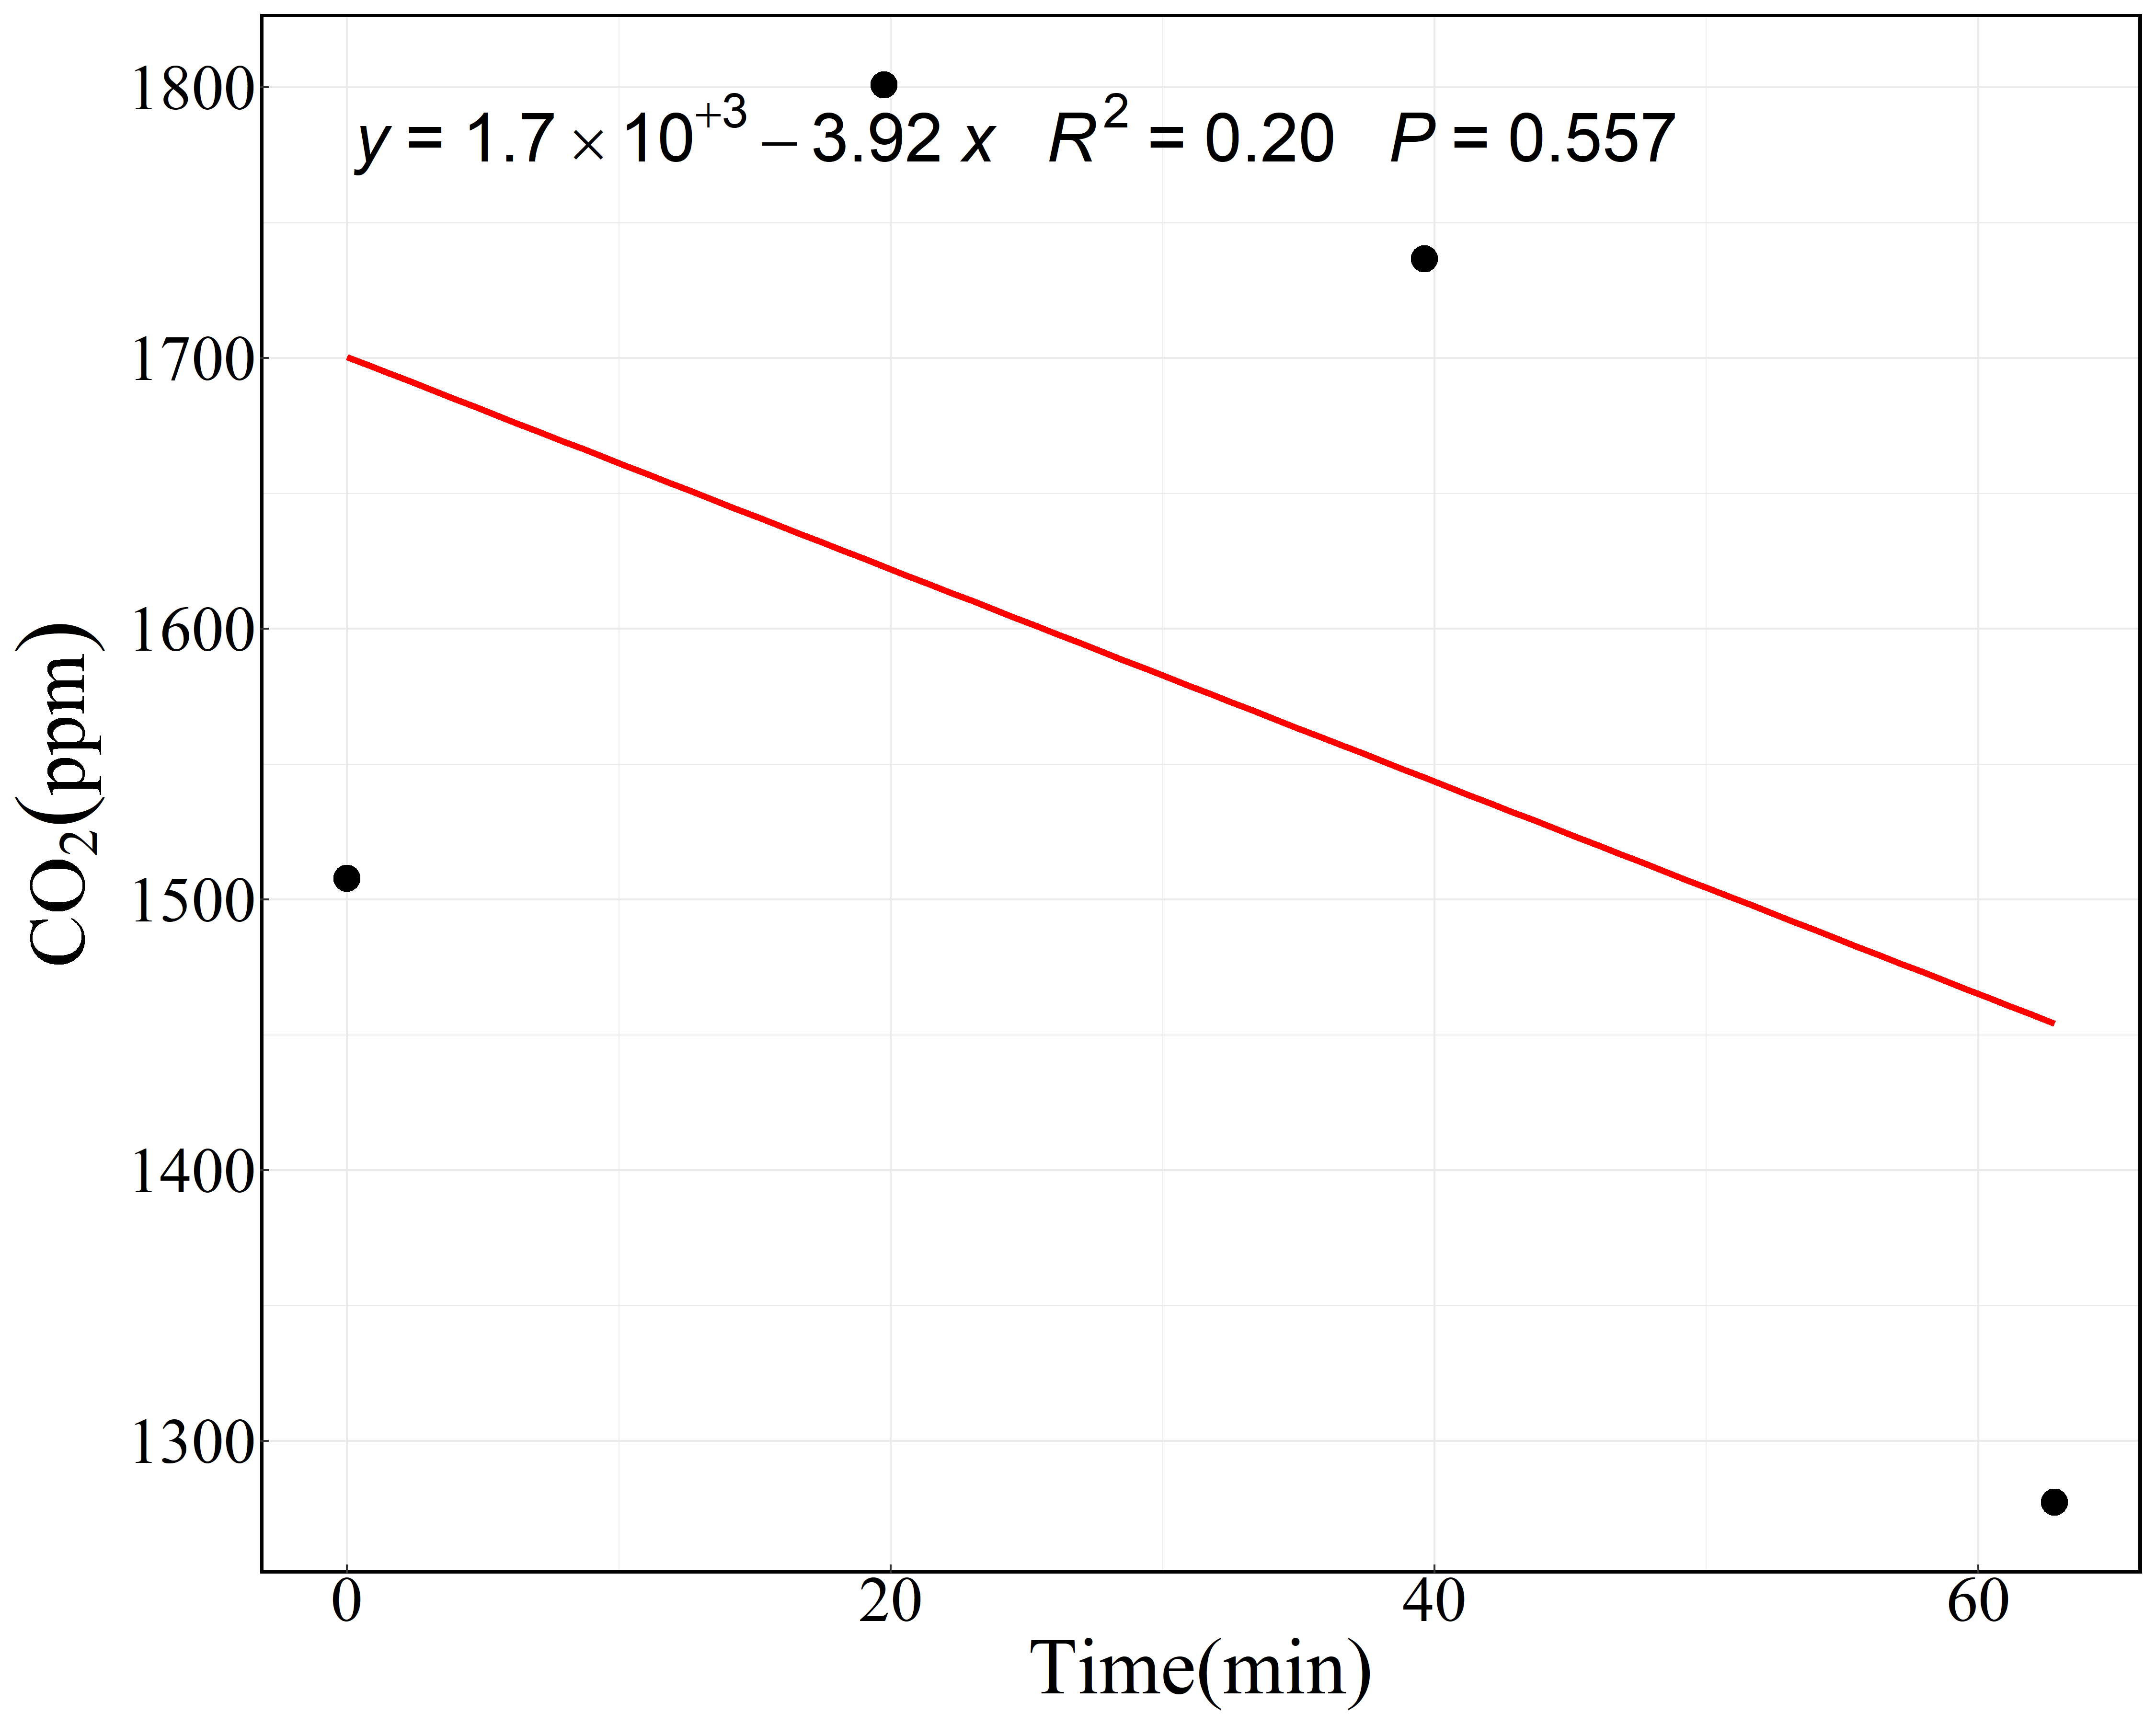 1800
y = 1.7 × 10⁺³ − 3.92 x R² = 0.20 P = 0.557
1700
1600
1500
1400
1300
CO₂(ppm)
0 20 40 60
Time(min)